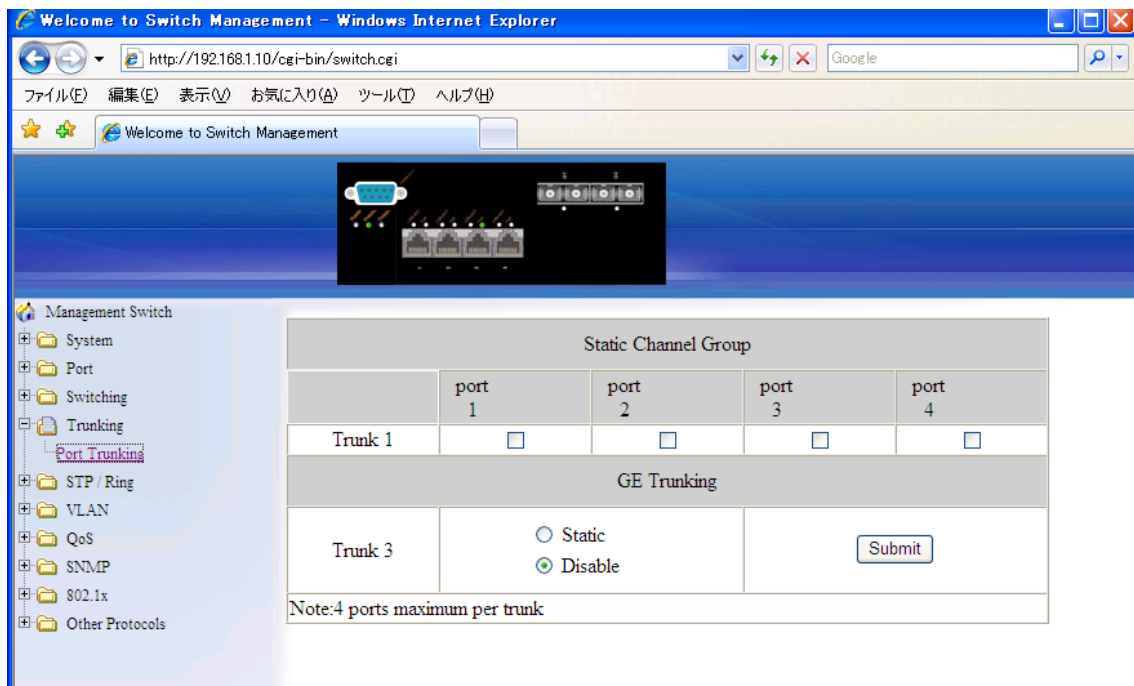 Welcome to Switch Management - Windows Internet Explorer
http://192.168.1.10/cgi-bin/switch.cgi
Google
ファイル(F) 編集(E) 表示(V) お気に入り(A) ツール(T) ヘルプ(H)
Welcome to Switch Management
Management Switch
System
Port
Switching
Trunking
Port Trunking
STP / Ring
VLAN
QoS
SNMP
802.1x
Other Protocols
Static Channel Group
port 1 port 2 port 3 port 4
Trunk 1
GE Trunking
Trunk 3
Static
Disable
Submit
Note:4 ports maximum per trunk